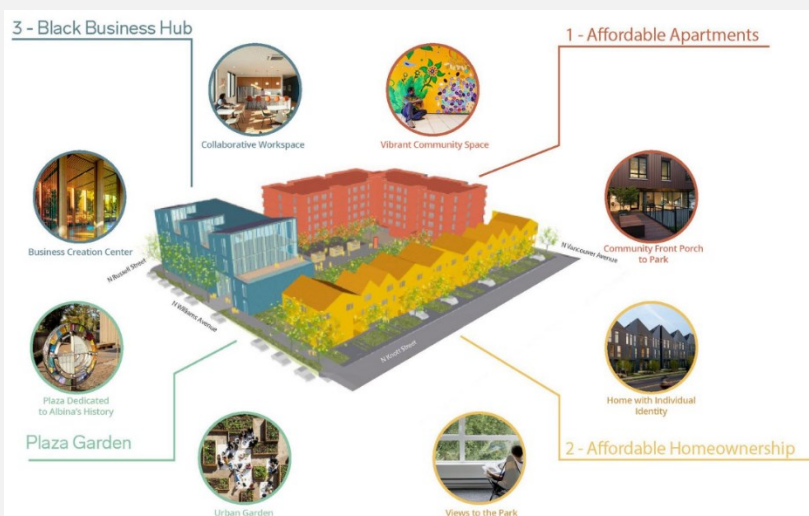 3 - Black Business Hub
1 - Affordable Apartments
Collaborative Workspace
Vibrant Community Space
Business Creation Center
Community Front Porch
to Park
N Russell Street
N Vancouver Avenue
N Williams Avenue
N Knott Street
Plaza Dedicated
to Albina's History
Home with Individual
Identity
Plaza Garden
2 - Affordable Homeownership
Urban Garden
Views to the Park